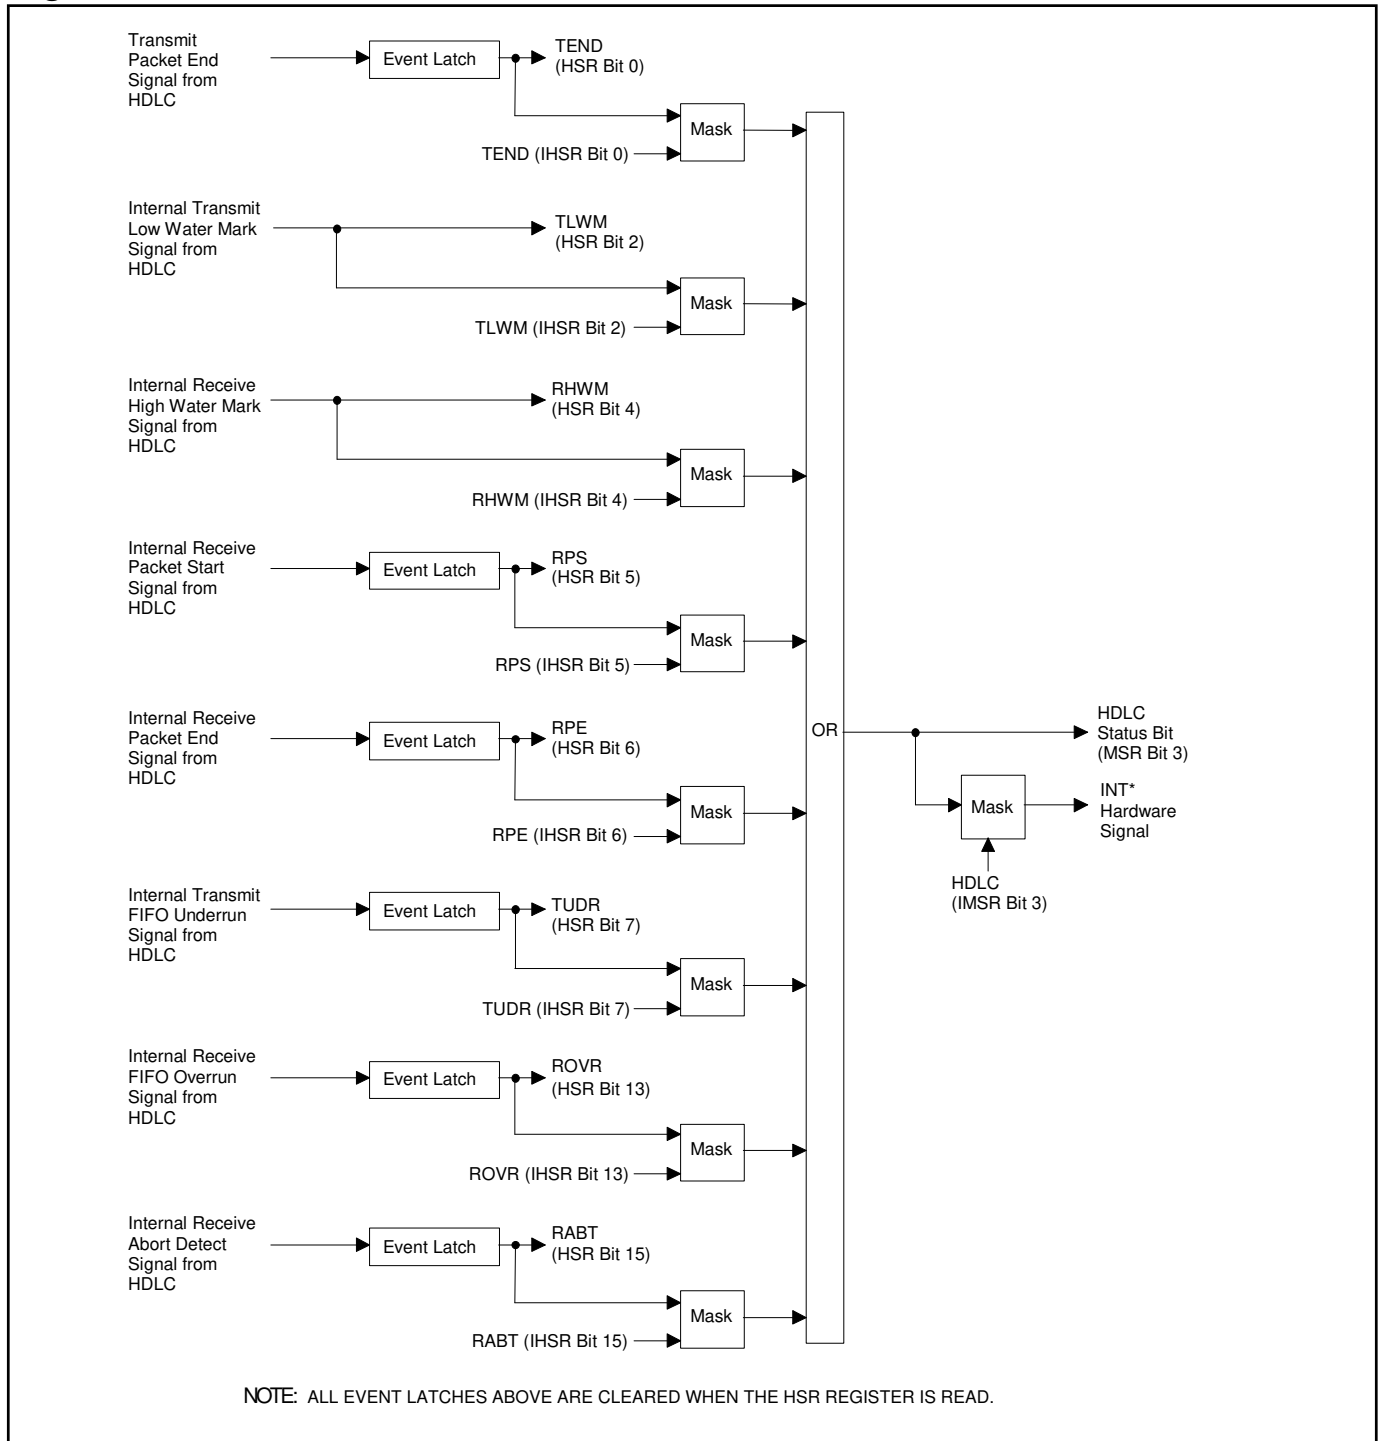 Transmit
Packet End
Signal from
HDLC
Event Latch
TEND
(HSR Bit 0)
Mask
TEND (IHSR Bit 0)
Internal Transmit
Low Water Mark
Signal from
HDLC
TLWM
(HSR Bit 2)
Mask
TLWM (IHSR Bit 2)
Internal Receive
High Water Mark
Signal from
HDLC
RHWM
(HSR Bit 4)
Mask
RHWM (IHSR Bit 4)
Internal Receive
Packet Start
Signal from
HDLC
Event Latch
RPS
(HSR Bit 5)
Mask
RPS (IHSR Bit 5)
Internal Receive
Packet End
Signal from
HDLC
Event Latch
RPE
(HSR Bit 6)
Mask
RPE (IHSR Bit 6)
Internal Transmit
FIFO Underrun
Signal from
HDLC
Event Latch
TUDR
(HSR Bit 7)
Mask
TUDR (IHSR Bit 7)
Internal Receive
FIFO Overrun
Signal from
HDLC
Event Latch
ROVR
(HSR Bit 13)
Mask
ROVR (IHSR Bit 13)
Internal Receive
Abort Detect
Signal from
HDLC
Event Latch
RABT
(HSR Bit 15)
Mask
RABT (IHSR Bit 15)
OR
HDLC
Status Bit
(MSR Bit 3)
Mask
INT*
Hardware
Signal
HDLC
(IMSR Bit 3)
NOTE: ALL EVENT LATCHES ABOVE ARE CLEARED WHEN THE HSR REGISTER IS READ.